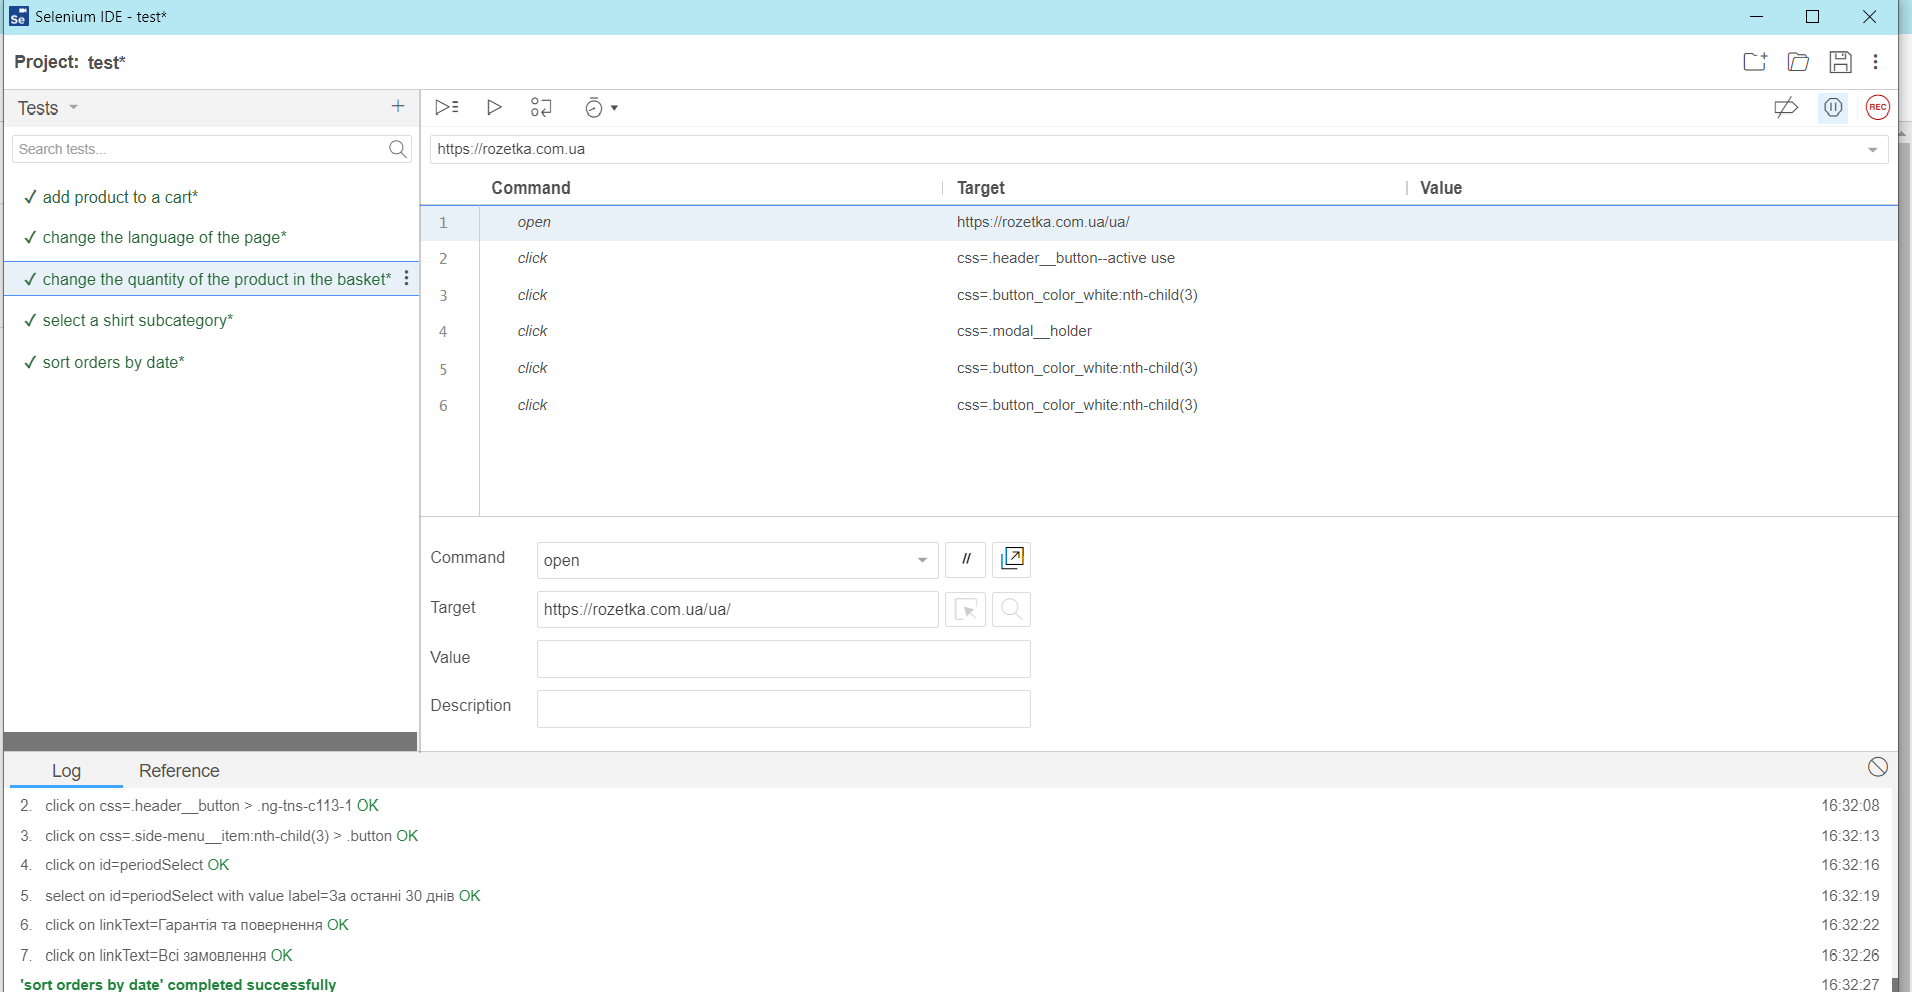 Selenium IDE - test*
Project: test*
Tests
Search tests...
✓ add product to a cart*
✓ change the language of the page*
✓ change the quantity of the product in the basket*
✓ select a shirt subcategory*
✓ sort orders by date*
REC
https://rozetka.com.ua
Command Target Value
1 open https://rozetka.com.ua/ua/
2 click css=.header__button--active use
3 click css=.button_color_white:nth-child(3)
4 click css=.modal__holder
5 click css=.button_color_white:nth-child(3)
6 click css=.button_color_white:nth-child(3)
Command open //
Target https://rozetka.com.ua/ua/
Value
Description
Log Reference
2. click on css=.header__button > .ng-tns-c113-1 OK 16:32:08
3. click on css=.side-menu__item:nth-child(3) > .button OK 16:32:13
4. click on id=periodSelect OK 16:32:16
5. select on id=periodSelect with value label=За останні 30 днів OK 16:32:19
6. click on linkText=Гарантія та повернення OK 16:32:22
7. click on linkText=Всі замовлення OK 16:32:26
'sort orders by date' completed successfully 16:32:27